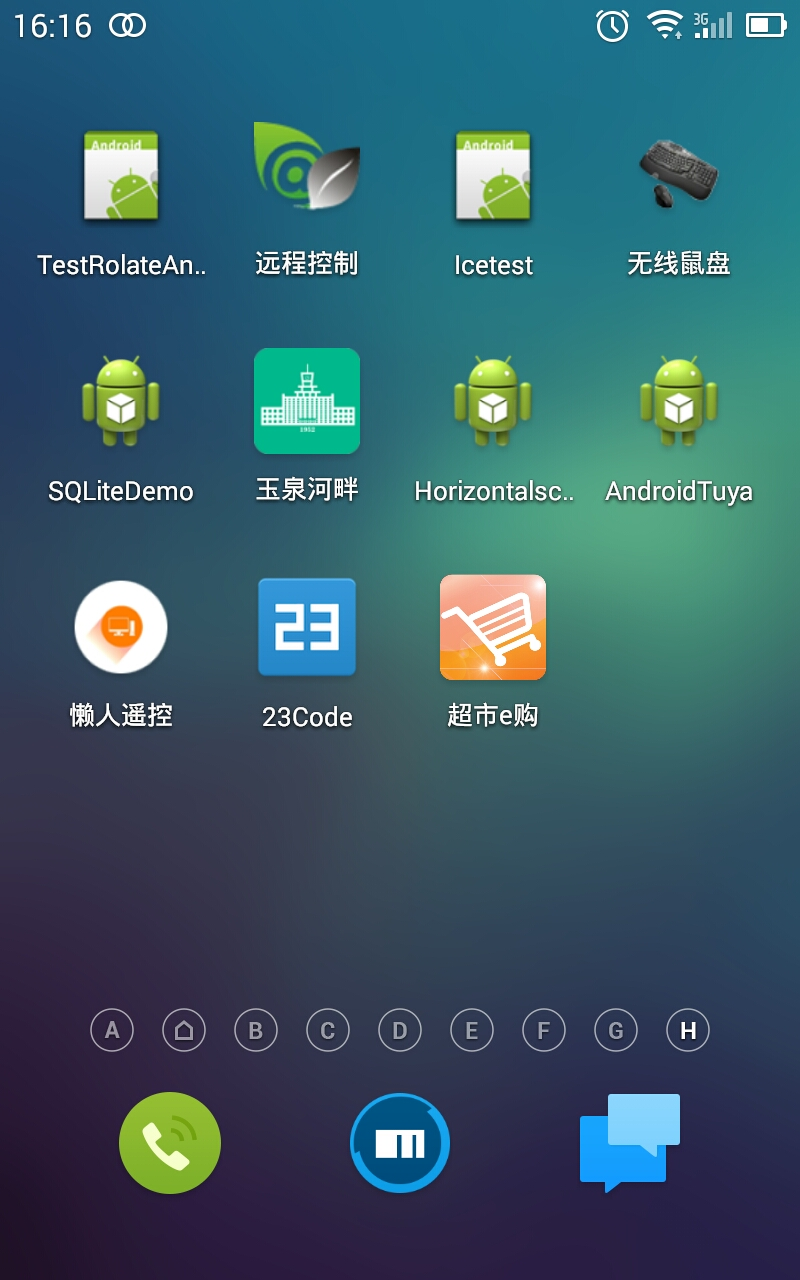 16:16
3G
Android
Android
TestRolateAn..
远程控制
Icetest
无线鼠盘
1952
SQLiteDemo
玉泉河畔
Horizontalsc..
AndroidTuya
23
懒人遥控
23Code
超市e购
A
B
C
D
E
F
G
H